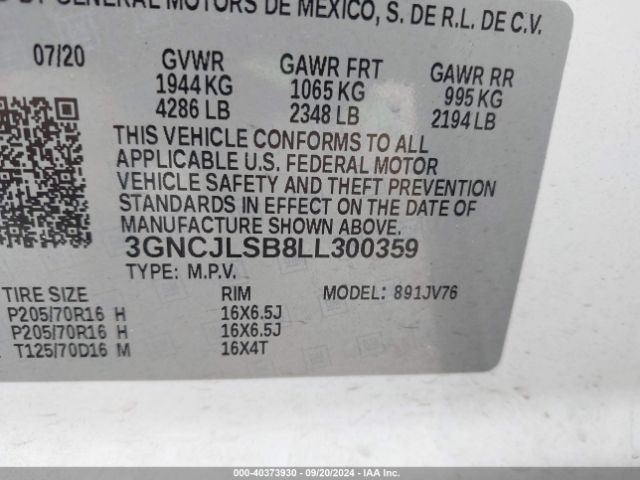 D BY GENERAL MOTORS DE MEXICO, S. DE R.L. DE C.V.
07/20 GVWR GAWR FRT GAWR RR
1944 KG 1065 KG 995 KG
4286 LB 2348 LB 2194 LB
THIS VEHICLE CONFORMS TO ALL
APPLICABLE U.S. FEDERAL MOTOR
VEHICLE SAFETY AND THEFT PREVENTION
STANDARDS IN EFFECT ON THE DATE OF
MANUFACTURE SHOWN ABOVE.
3GNCJLSB8LL300359
TYPE: M.P.V.
TIRE SIZE RIM MODEL: 891JV76
P205/70R16 H 16X6.5J
P205/70R16 H 16X6.5J
T125/70D16 M 16X4T
000-40373930 - 09/20/2024 - IAA Inc.